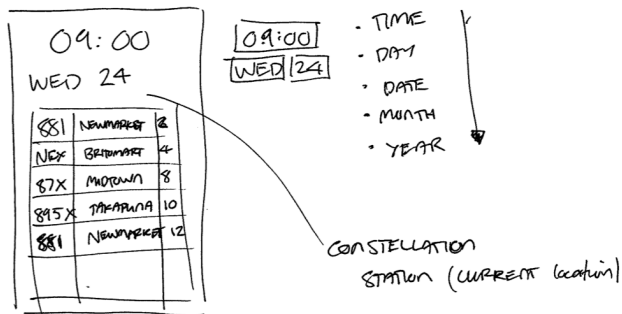 09:00
WED 24
881 NEWMARKET 2
NEX BRITOMART 4
87X MIDTOWN 8
895X TAKAPUNA 10
881 NEWMARKET 12
09:00
WED 24
• TIME
• DAY
• DATE
• MONTH
• YEAR
CONSTELLATION
STATION (CURRENT location)